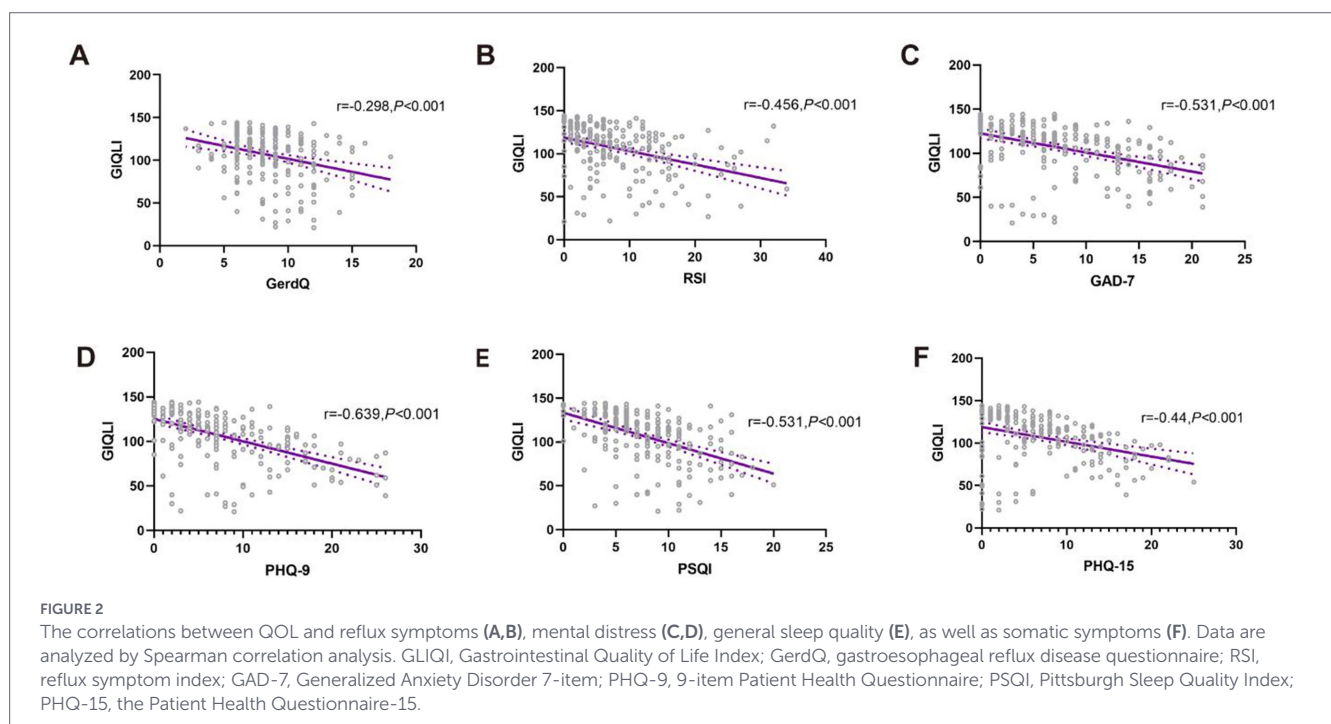 A
200
150
100
50
0
GIQLI
r=-0.298,P<0.001
0 5 10 15 20
GerdQ
B
200
150
100
50
0
GIQLI
r=-0.456,P<0.001
0 10 20 30 40
RSI
C
200
150
100
50
0
GIQLI
r=-0.531,P<0.001
0 5 10 15 20 25
GAD-7
D
200
150
100
50
0
GIQLI
r=-0.639,P<0.001
0 10 20 30
PHQ-9
E
200
150
100
50
0
GIQLI
r=-0.531,P<0.001
0 5 10 15 20 25
PSQI
F
200
150
100
50
0
GIQLI
r=-0.44,P<0.001
0 10 20 30
PHQ-15
FIGURE 2
The correlations between QOL and reflux symptoms (A,B), mental distress (C,D), general sleep quality (E), as well as somatic symptoms (F). Data are
analyzed by Spearman correlation analysis. GLIQI, Gastrointestinal Quality of Life Index; GerdQ, gastroesophageal reflux disease questionnaire; RSI,
reflux symptom index; GAD-7, Generalized Anxiety Disorder 7-item; PHQ-9, 9-item Patient Health Questionnaire; PSQI, Pittsburgh Sleep Quality Index;
PHQ-15, the Patient Health Questionnaire-15.